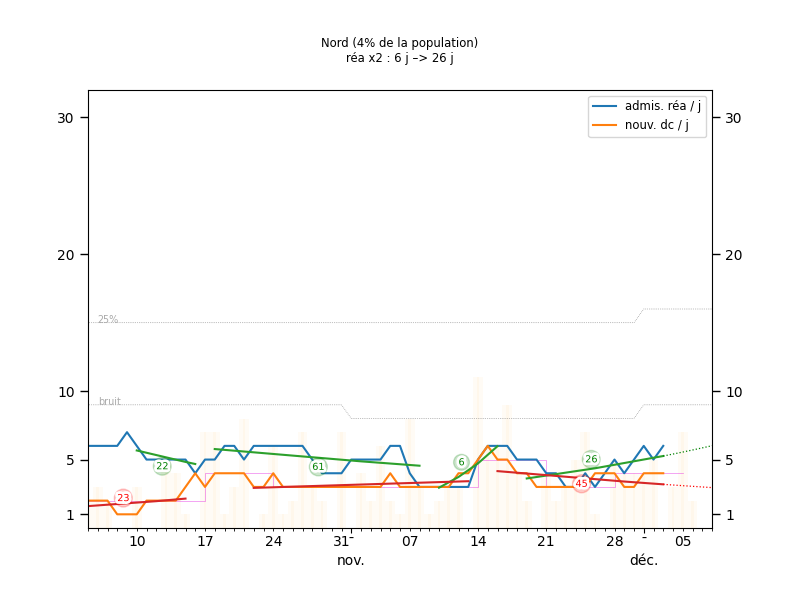 Nord (4% de la population)
réa x2 : 6 j –> 26 j
admis. réa / j
nouv. dc / j
30 30
20 20
25%
10 10
bruit
5 5
22 61 6 26
23 45
1 1
10 17 24 31 07 14 21 28 05
nov. déc.